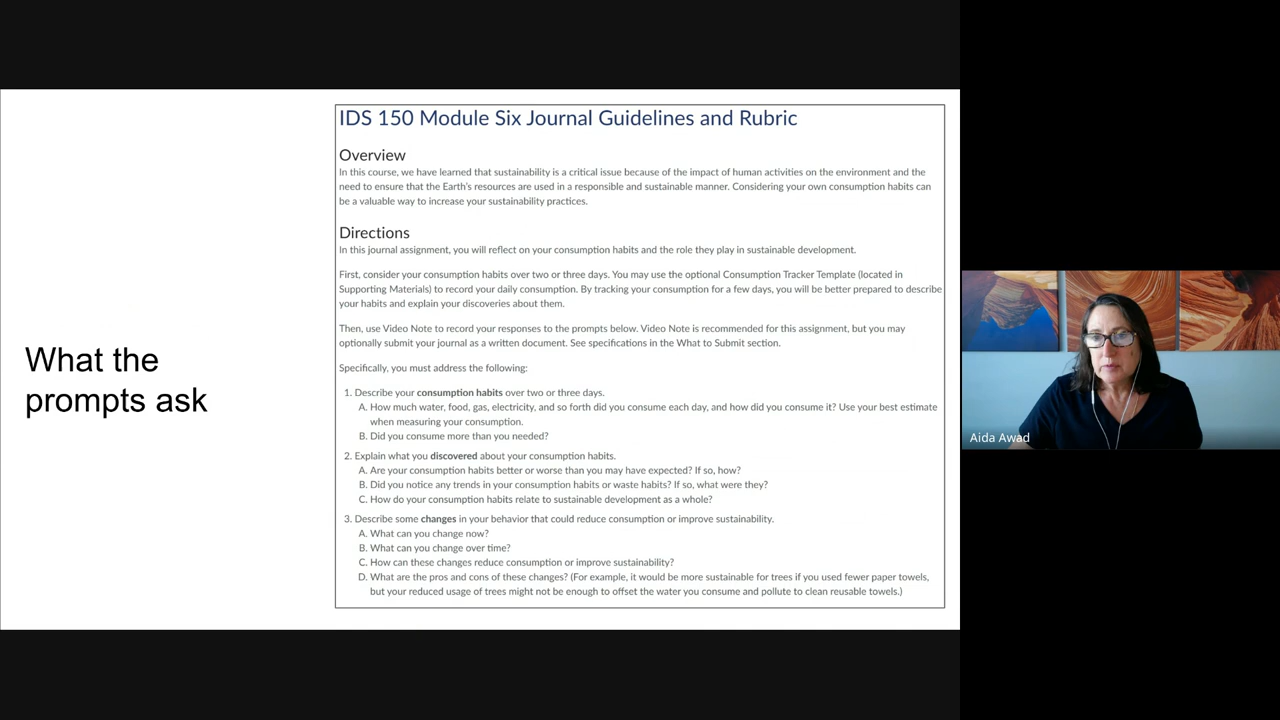 What the
prompts ask
IDS 150 Module Six Journal Guidelines and Rubric
Overview
In this course, we have learned that sustainability is a critical issue because of the impact of human activities on the environment and the
need to ensure that the Earth's resources are used in a responsible and sustainable manner. Considering your own consumption habits can
be a valuable way to increase your sustainability practices.
Directions
In this journal assignment, you will reflect on your consumption habits and the role they play in sustainable development.
First, consider your consumption habits over two or three days. You may use the optional Consumption Tracker Template (located in
Supporting Materials) to record your daily consumption. By tracking your consumption for a few days, you will be better prepared to describe
your habits and explain your discoveries about them.
Then, use Video Note to record your responses to the prompts below. Video Note is recommended for this assignment, but you may
optionally submit your journal as a written document. See specifications in the What to Submit section.
Specifically, you must address the following:
1. Describe your consumption habits over two or three days.
A. How much water, food, gas, electricity, and so forth did you consume each day, and how did you consume it? Use your best estimate
when measuring your consumption.
B. Did you consume more than you needed?
2. Explain what you discovered about your consumption habits.
A. Are your consumption habits better or worse than you may have expected? If so, how?
B. Did you notice any trends in your consumption habits or waste habits? If so, what were they?
C. How do your consumption habits relate to sustainable development as a whole?
3. Describe some changes in your behavior that could reduce consumption or improve sustainability.
A. What can you change now?
B. What can you change over time?
C. How can these changes reduce consumption or improve sustainability?
D. What are the pros and cons of these changes? (For example, it would be more sustainable for trees if you used fewer paper towels,
but your reduced usage of trees might not be enough to offset the water you consume and pollute to clean reusable towels.)
Aida Awad